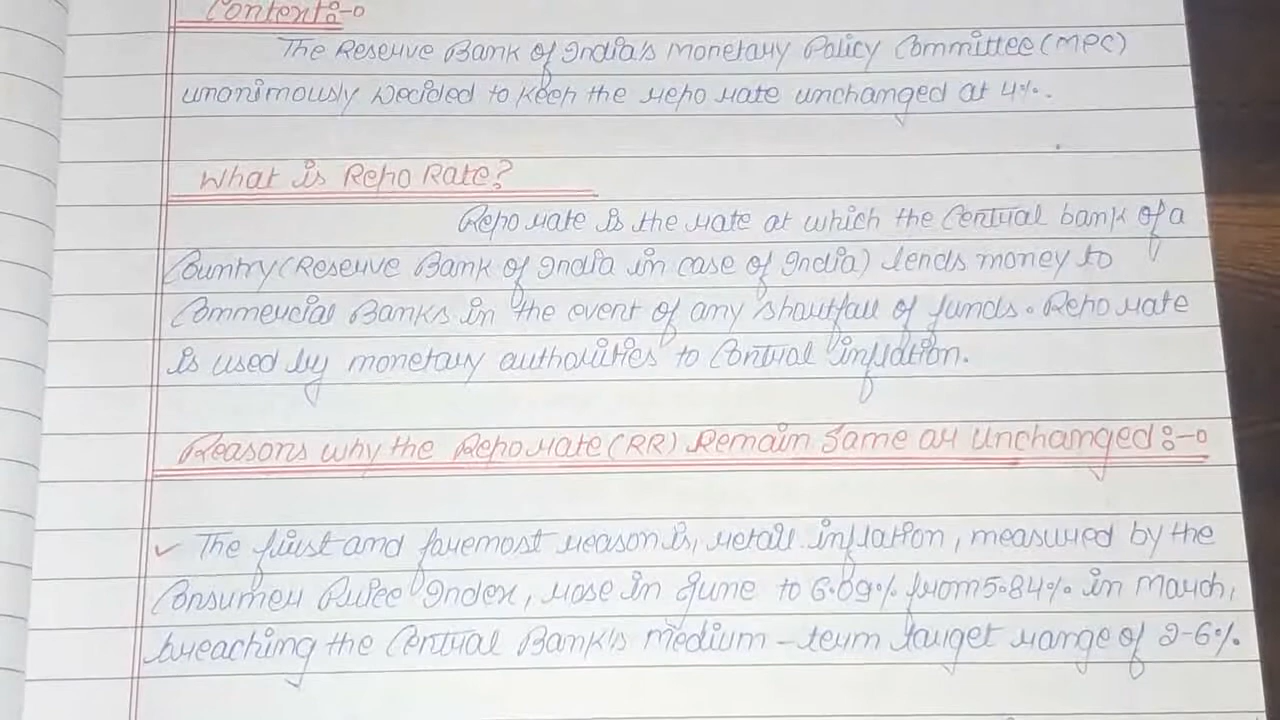 Context:-
The Reserve Bank of India's Monetary Policy Committee (MPC)
unanimously Decided to keep the repo rate unchanged at 4%.
What is Repo Rate?
Repo rate is the rate at which the Central bank of a
Country (Reserve Bank of India in case of India) lends money to
Commercial Banks in the event of any shortfall of funds. Repo rate
is used by monetary authorities to Control inflation.
Reasons why the Repo rate (RR) Remain Same or Unchanged:-
✓ The first and foremost reason is, retail inflation, measured by the
Consumer Price Index, rose in June to 6.09% from 5.84% in March,
breaching the Central Bank's medium-term target range of 2-6%